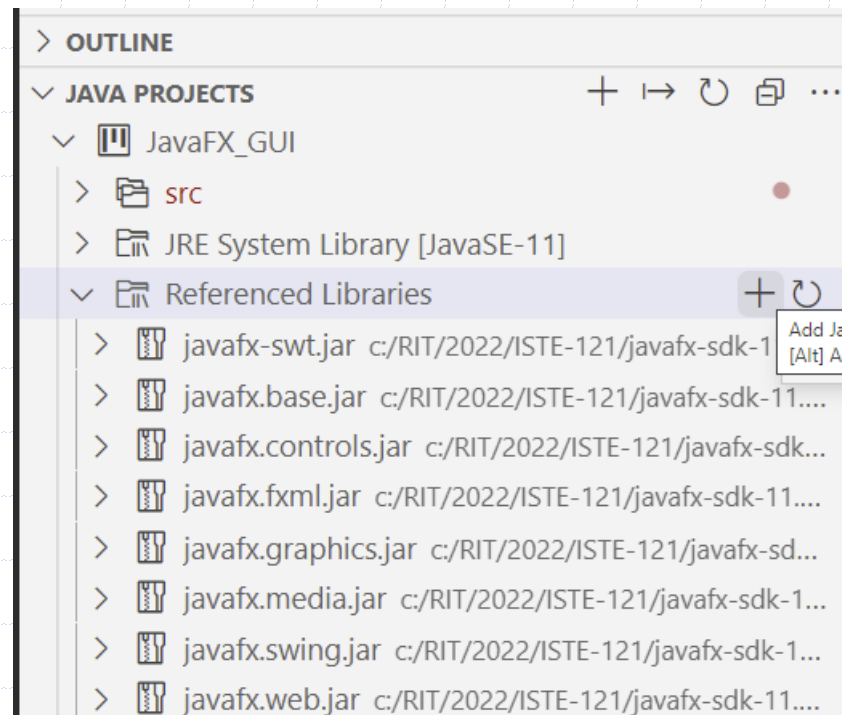 OUTLINE
JAVA PROJECTS
JavaFX_GUI
src
JRE System Library [JavaSE-11]
Referenced Libraries
Add Ja
[Alt] A
javafx-swt.jar c:/RIT/2022/ISTE-121/javafx-sdk-1
javafx.base.jar c:/RIT/2022/ISTE-121/javafx-sdk-11....
javafx.controls.jar c:/RIT/2022/ISTE-121/javafx-sdk...
javafx.fxml.jar c:/RIT/2022/ISTE-121/javafx-sdk-11....
javafx.graphics.jar c:/RIT/2022/ISTE-121/javafx-sd...
javafx.media.jar c:/RIT/2022/ISTE-121/javafx-sdk-1...
javafx.swing.jar c:/RIT/2022/ISTE-121/javafx-sdk-1...
javafx.web.jar c:/RIT/2022/ISTE-121/javafx-sdk-11....